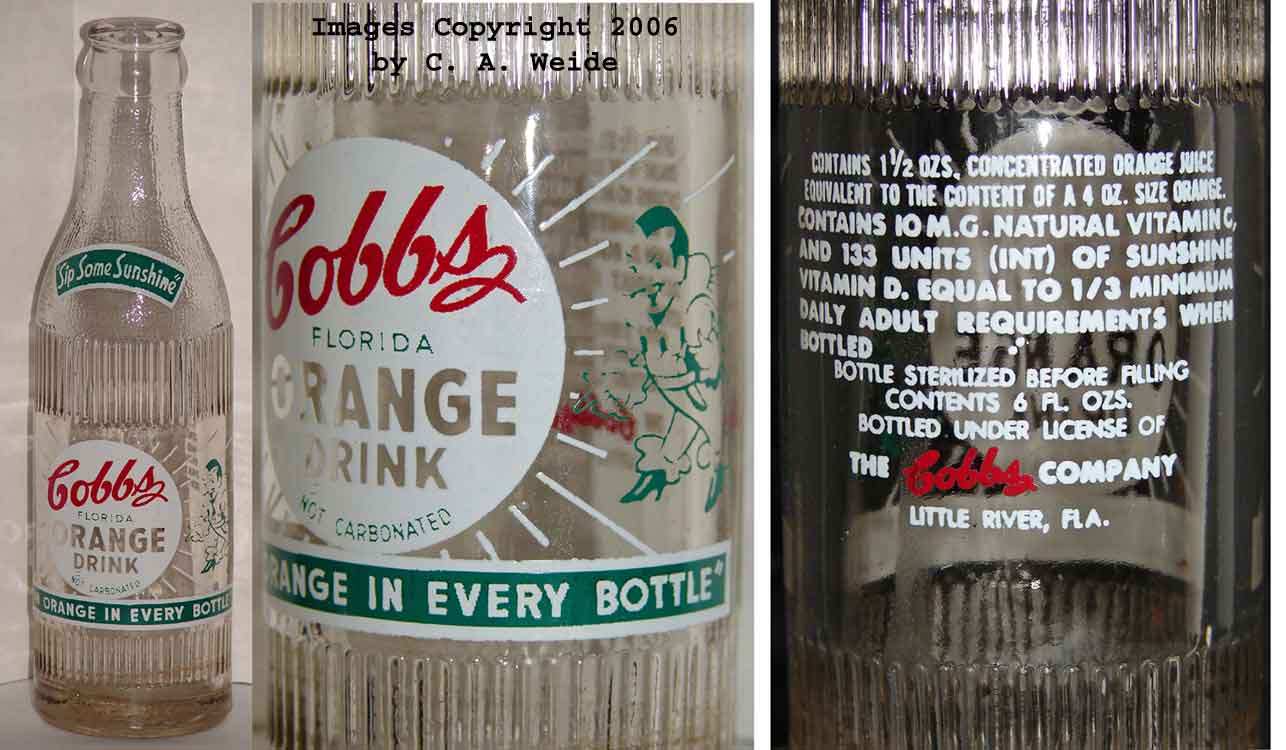 Images Copyright 2006
by C. A. Weide
"Sip Some Sunshine"
Cobbs
FLORIDA
ORANGE
DRINK
NOT CARBONATED
ORANGE IN EVERY BOTTLE"
Cobbs
FLORIDA
ORANGE
DRINK
NOT CARBONATED
RANGE IN EVERY BOTTLE"
CONTAINS 1 1/2 OZS. CONCENTRATED ORANGE JUICE
EQUIVALENT TO THE CONTENT OF A 4 OZ. SIZE ORANGE.
CONTAINS 10 M.G. NATURAL VITAMIN C,
AND 133 UNITS (INT) OF SUNSHINE
VITAMIN D. EQUAL TO 1/3 MINIMUM
DAILY ADULT REQUIREMENTS WHEN
BOTTLED
BOTTLE STERILIZED BEFORE FILLING
CONTENTS 6 FL. OZS.
BOTTLED UNDER LICENSE OF
THE Cobbs COMPANY
LITTLE RIVER, FLA.